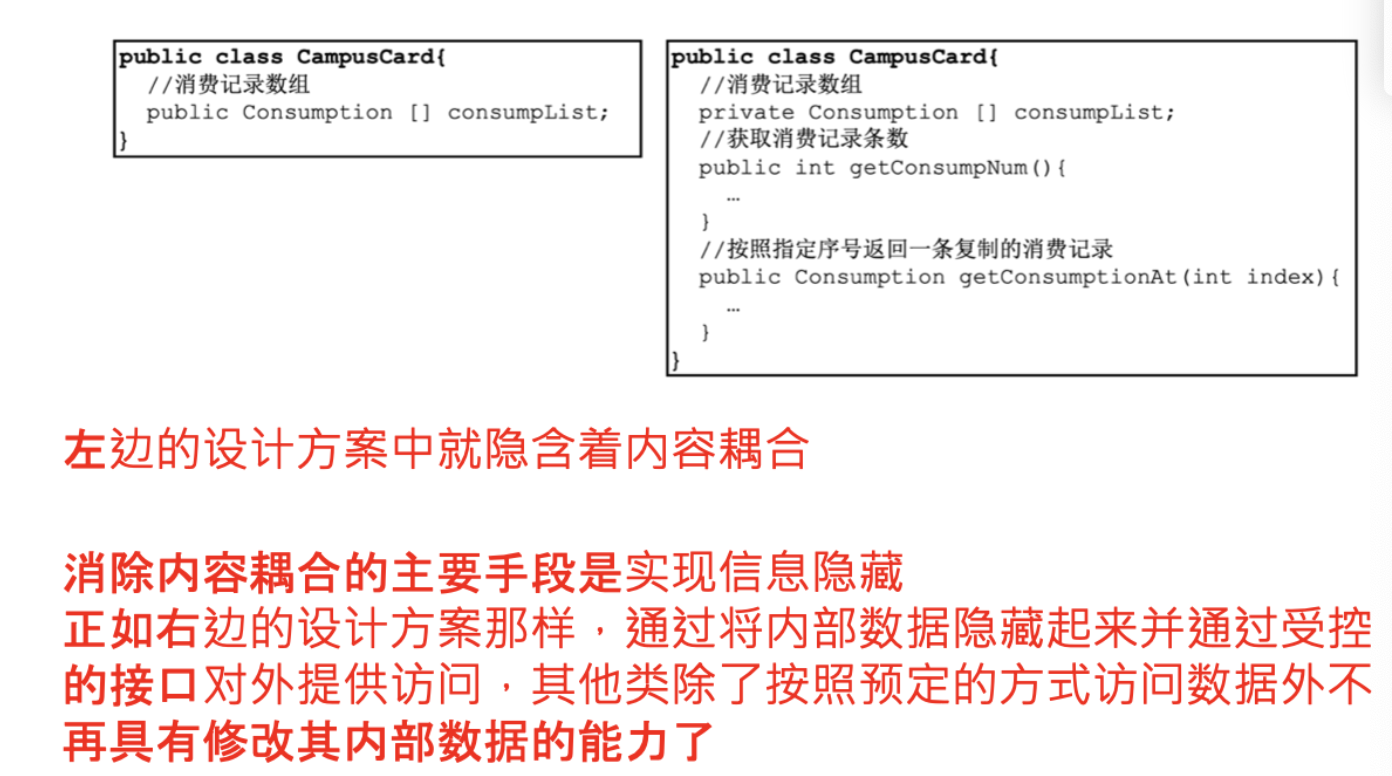 public class CampusCard{
//消费记录数组
public Consumption [] consumpList;
}
public class CampusCard{
//消费记录数组
private Consumption [] consumpList;
//获取消费记录条数
public int getConsumpNum(){
…
}
//按照指定序号返回一条复制的消费记录
public Consumption getConsumptionAt(int index){
…
}
}
左边的设计方案中就隐含着内容耦合
消除内容耦合的主要手段是实现信息隐藏
正如右边的设计方案那样，通过将内部数据隐藏起来并通过受控
的接口对外提供访问，其他类除了按照预定的方式访问数据外不
再具有修改其内部数据的能力了